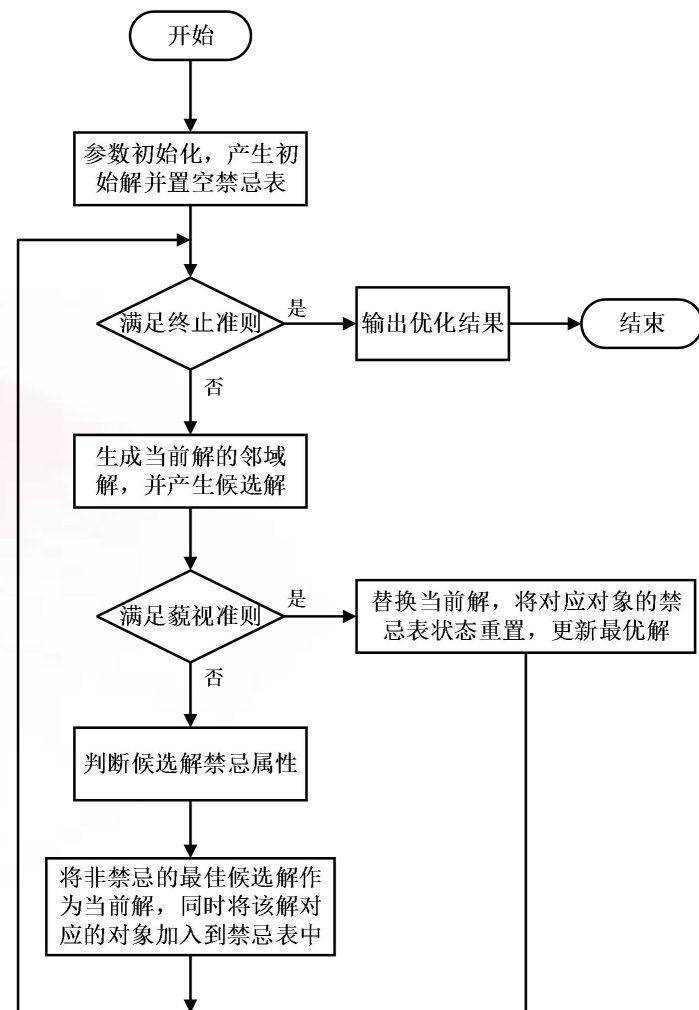 开始
参数初始化，产生初
始解并置空禁忌表
满足终止准则
是
输出优化结果
结束
否
生成当前解的邻域
解，并产生候选解
满足藐视准则
是
替换当前解，将对应对象的禁
忌表状态重置，更新最优解
否
判断候选解禁忌属性
将非禁忌的最佳候选解作
为当前解，同时将该解对
应的对象加入到禁忌表中